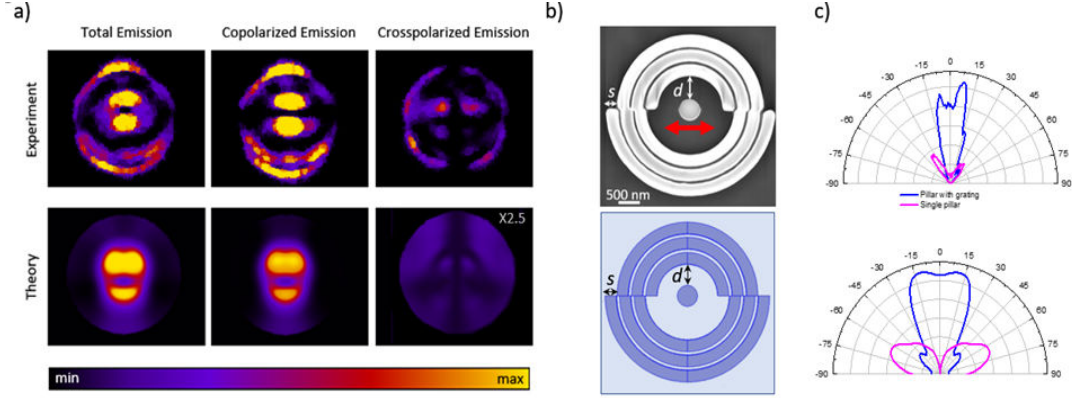 a)
Total Emission
Copolarized Emission
Crosspolarized Emission
Experiment
Theory
X2.5
min
max
b)
d
s
500 nm
d
s
c)
-15
0
15
-30
30
-45
45
-60
60
-75
75
-90
90
Pillar with grating
Single pillar
-15
0
15
-30
30
-45
45
-60
60
-75
75
-90
90